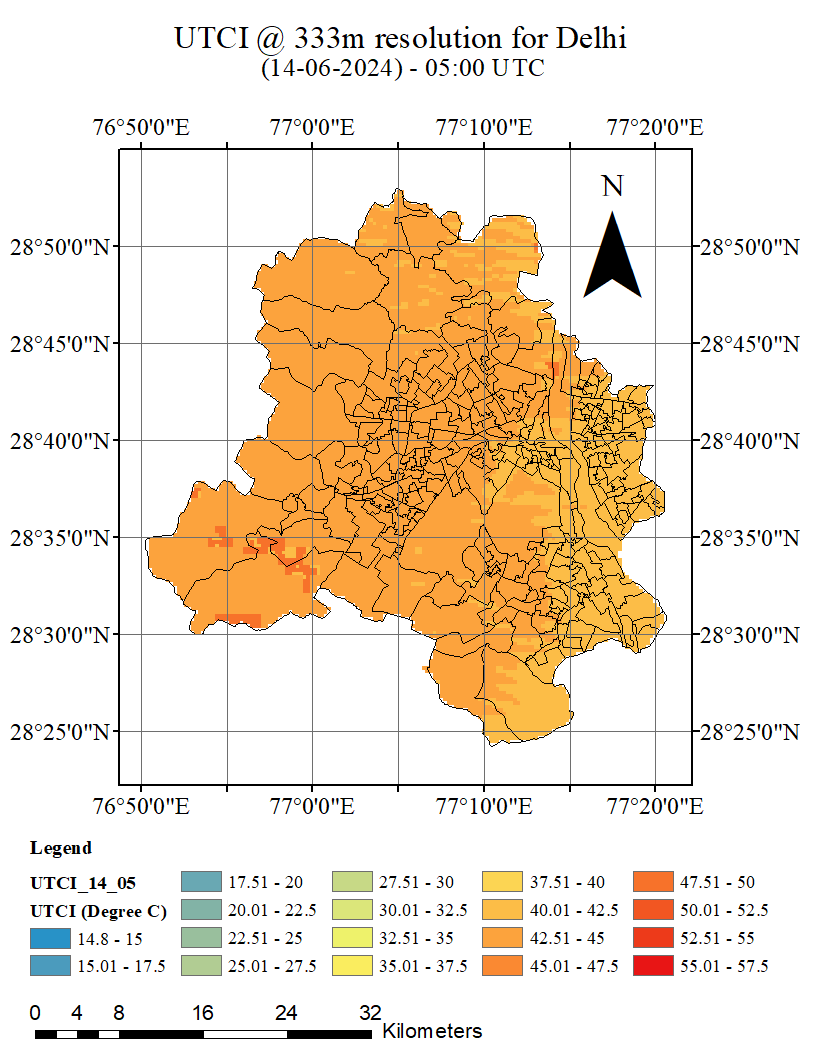 UTCI @ 333m resolution for Delhi
(14-06-2024) - 05:00 UTC
76°50'0"E 77°0'0"E 77°10'0"E 77°20'0"E
N
28°50'0"N 28°50'0"N
28°45'0"N 28°45'0"N
28°40'0"N 28°40'0"N
28°35'0"N 28°35'0"N
28°30'0"N 28°30'0"N
28°25'0"N 28°25'0"N
76°50'0"E 77°0'0"E 77°10'0"E 77°20'0"E
Legend
UTCI_14_05 17.51 - 20 27.51 - 30 37.51 - 40 47.51 - 50
UTCI (Degree C) 20.01 - 22.5 30.01 - 32.5 40.01 - 42.5 50.01 - 52.5
14.8 - 15 22.51 - 25 32.51 - 35 42.51 - 45 52.51 - 55
15.01 - 17.5 25.01 - 27.5 35.01 - 37.5 45.01 - 47.5 55.01 - 57.5
0 4 8 16 24 32
Kilometers